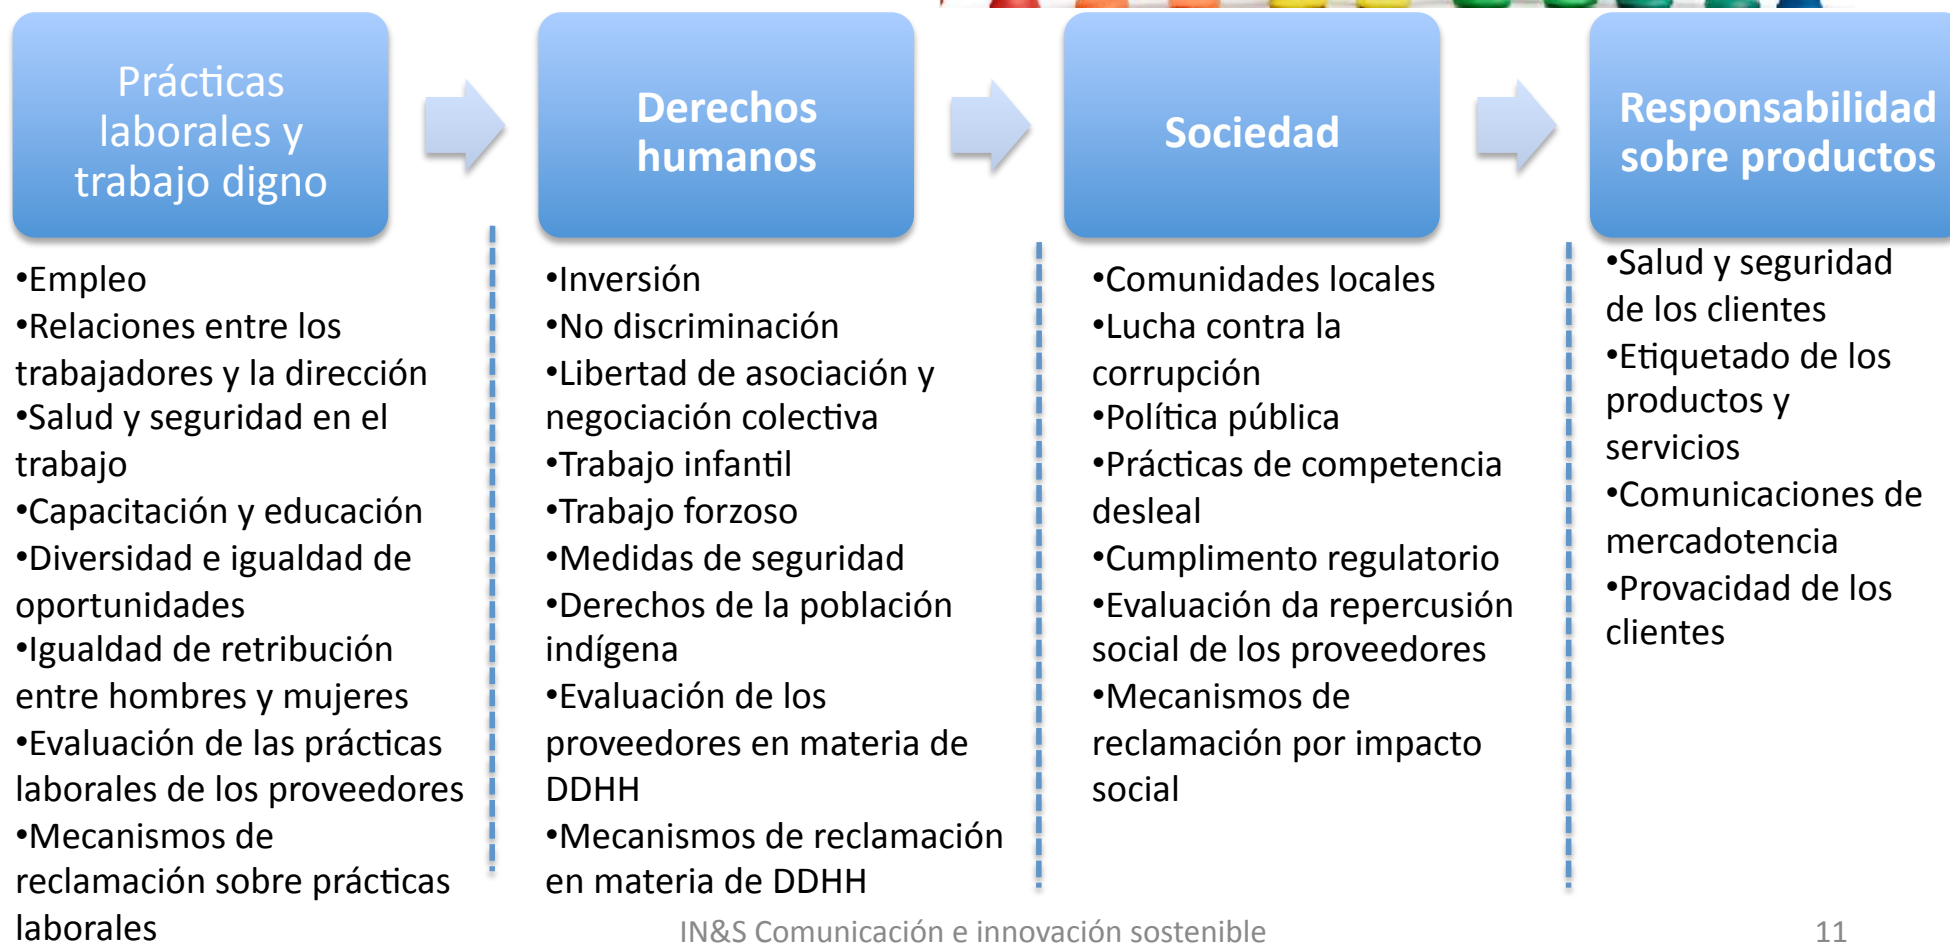 Prácticas
laborales y
trabajo digno
•Empleo
•Relaciones entre los
trabajadores y la dirección
•Salud y seguridad en el
trabajo
•Capacitación y educación
•Diversidad e igualdad de
oportunidades
•Igualdad de retribución
entre hombres y mujeres
•Evaluación de las prácticas
laborales de los proveedores
•Mecanismos de
reclamación sobre prácticas
laborales
Derechos
humanos
•Inversión
•No discriminación
•Libertad de asociación y
negociación colectiva
•Trabajo infantil
•Trabajo forzoso
•Medidas de seguridad
•Derechos de la población
indígena
•Evaluación de los
proveedores en materia de
DDHH
•Mecanismos de reclamación
en materia de DDHH
Sociedad
•Comunidades locales
•Lucha contra la
corrupción
•Política pública
•Prácticas de competencia
desleal
•Cumplimento regulatorio
•Evaluación da repercusión
social de los proveedores
•Mecanismos de
reclamación por impacto
social
Responsabilidad
sobre productos
•Salud y seguridad
de los clientes
•Etiquetado de los
productos y
servicios
•Comunicaciones de
mercadotencia
•Provacidad de los
clientes
IN&S Comunicación e innovación sostenible
11